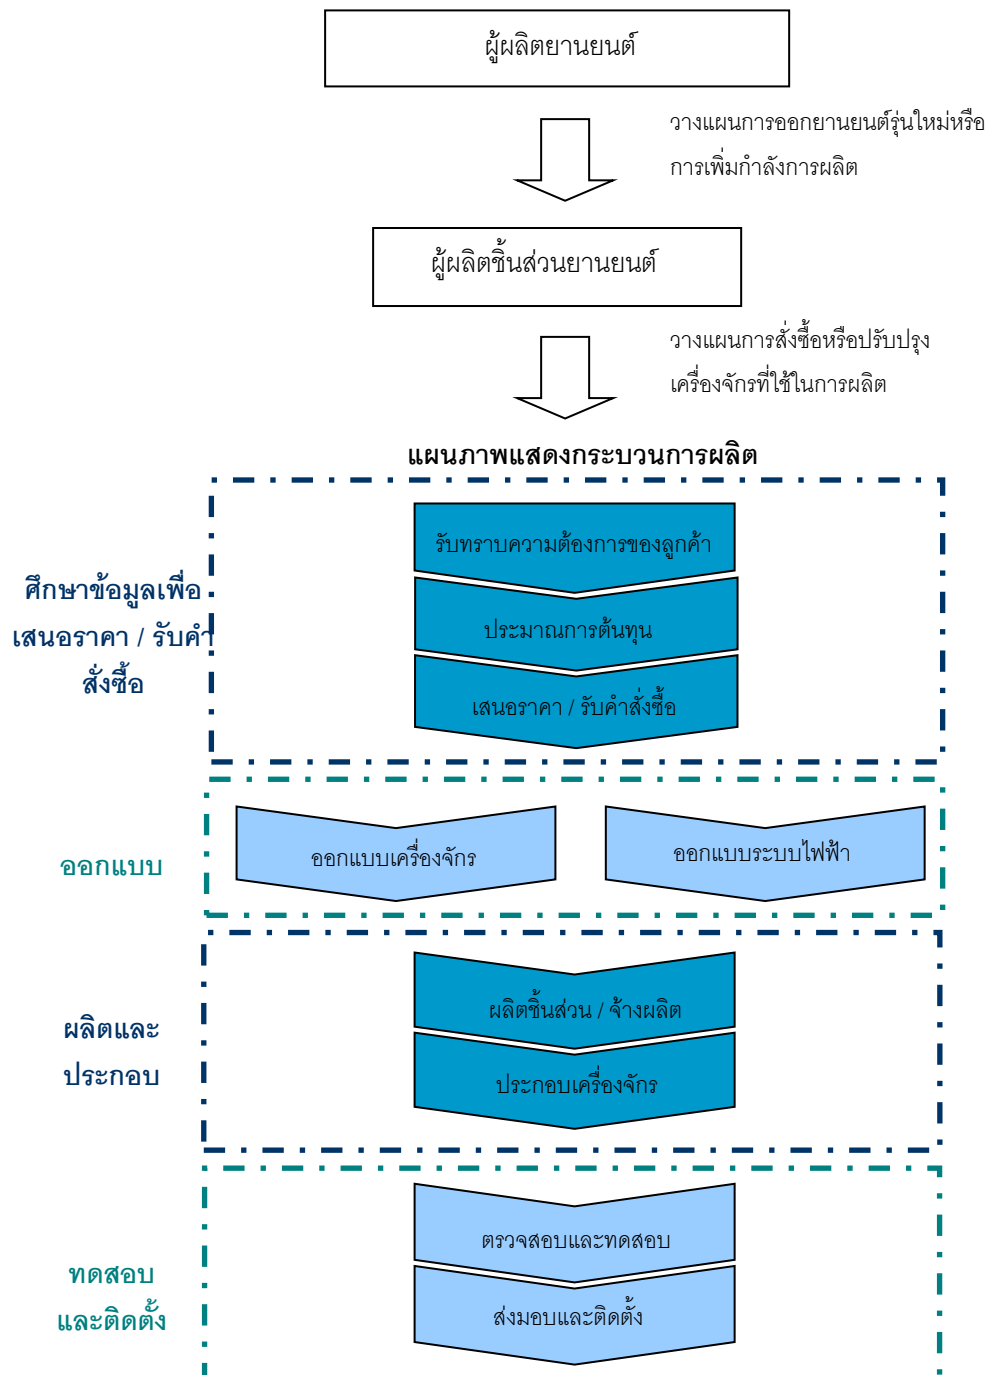 ผู้ผลิตยานยนต์
วางแผนการออกยานยนต์รุ่นใหม่หรือ
การเพิ่มกำลังการผลิต
ผู้ผลิตชิ้นส่วนยานยนต์
วางแผนการสั่งซื้อหรือปรับปรุง
เครื่องจักรที่ใช้ในการผลิต
แผนภาพแสดงกระบวนการผลิต
ศึกษาข้อมูลเพื่อ
เสนอราคา / รับคำ
สั่งซื้อ
รับทราบความต้องการของลูกค้า
ประมาณการต้นทุน
เสนอราคา / รับคำสั่งซื้อ
ออกแบบ
ออกแบบเครื่องจักร
ออกแบบระบบไฟฟ้า
ผลิตและ
ประกอบ
ผลิตชิ้นส่วน / จ้างผลิต
ประกอบเครื่องจักร
ทดสอบ
และติดตั้ง
ตรวจสอบและทดสอบ
ส่งมอบและติดตั้ง